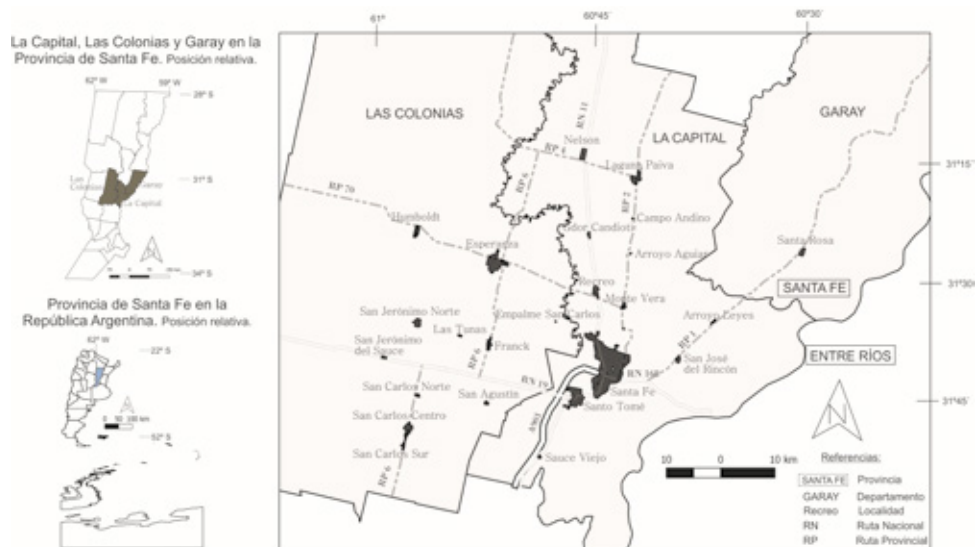 La Capital, Las Colonias y Garay en la
Provincia de Santa Fe. Posición relativa.
62° W
59° W
28° S
31° S
34° S
Las
Colonias
Garay
La Capital
Provincia de Santa Fe en la
República Argentina. Posición relativa.
62° W
22° S
0 50 100 km
52° S
61°
60°45'
60°30'
31°15'
31°30'
31°45'
LAS COLONIAS
LA CAPITAL
GARAY
RN 11
Nelson
RP 4
Laguna Paiva
RP 6
RP 2
RP 70
Humboldt
Esperanza
Campo Andino
Gdor Candioti
Arroyo Aguiar
Santa Rosa
Recreo
Monte Vera
SANTA FE
San Jerónimo Norte
Empalme San Carlos
Arroyo Leyes
Las Tunas
San Jerónimo
del Sauce
Franck
RP 1
ENTRE RÍOS
RP 6
San José
del Rincón
RN 168
RN 19
San Carlos Norte
San Agustín
Santa Fe
Santo Tomé
San Carlos Centro
San Carlos Sur
Sauce Viejo
RP 6
N
10 0 10 km
Referencias:
SANTA FE Provincia
GARAY Departamento
Recreo Localidad
RN Ruta Nacional
RP Ruta Provincial